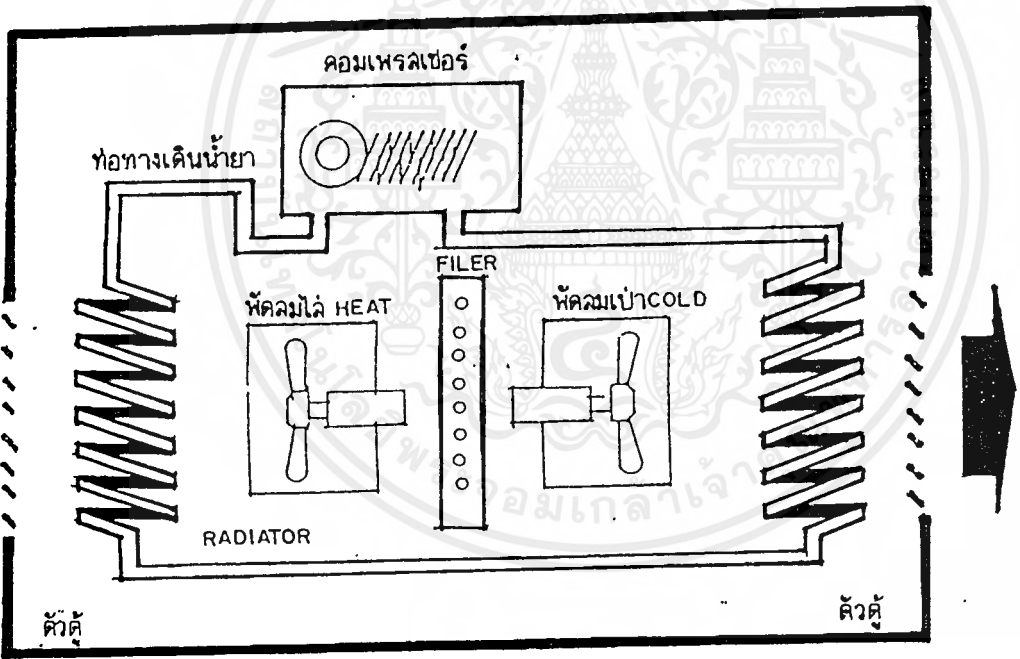 คอมเพรสเซอร์
ท่อทางเดินน้ำยา
FILER
พัดลมไล่ HEAT
พัดลมเป่าCOLD
RADIATOR
ตัวตู้
ตัวตู้